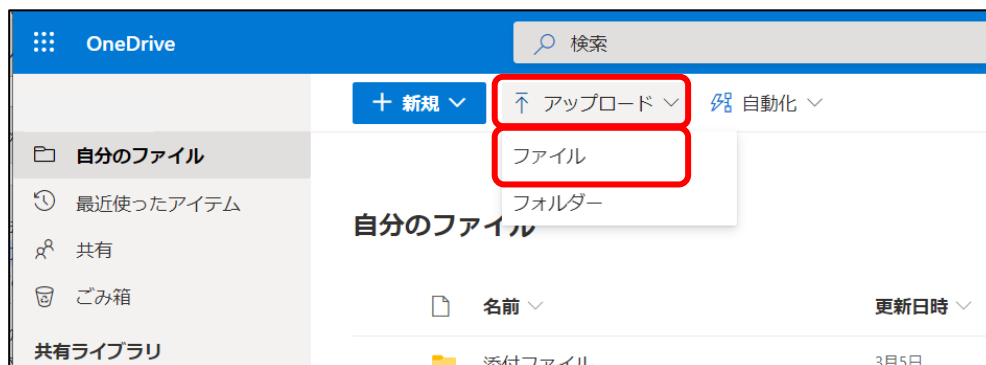 OneDrive
検索
新規
アップロード
自動化
ファイル
フォルダー
自分のファイル
最近使ったアイテム
共有
ごみ箱
共有ライブラリ
自分のファイル
名前
更新日時
添付ファイル
3月5日